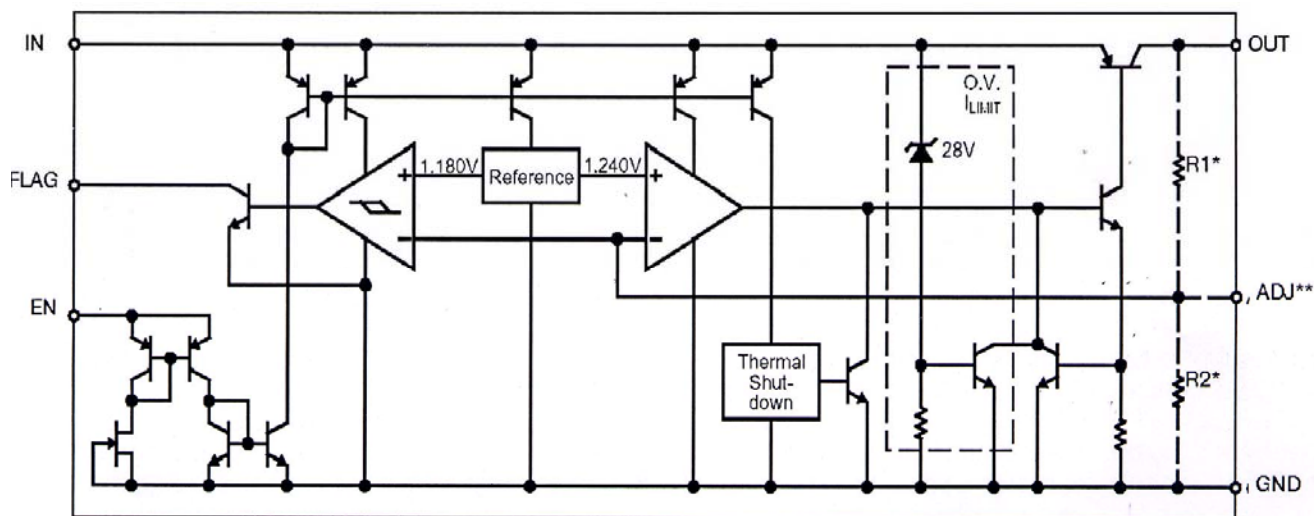 IN
OUT
O.V.
ILIMIT
28V
R1*
FLAG
1.180V
Reference
1.240V
+
+
−
−
EN
ADJ**
Thermal
Shut-
down
R2*
GND